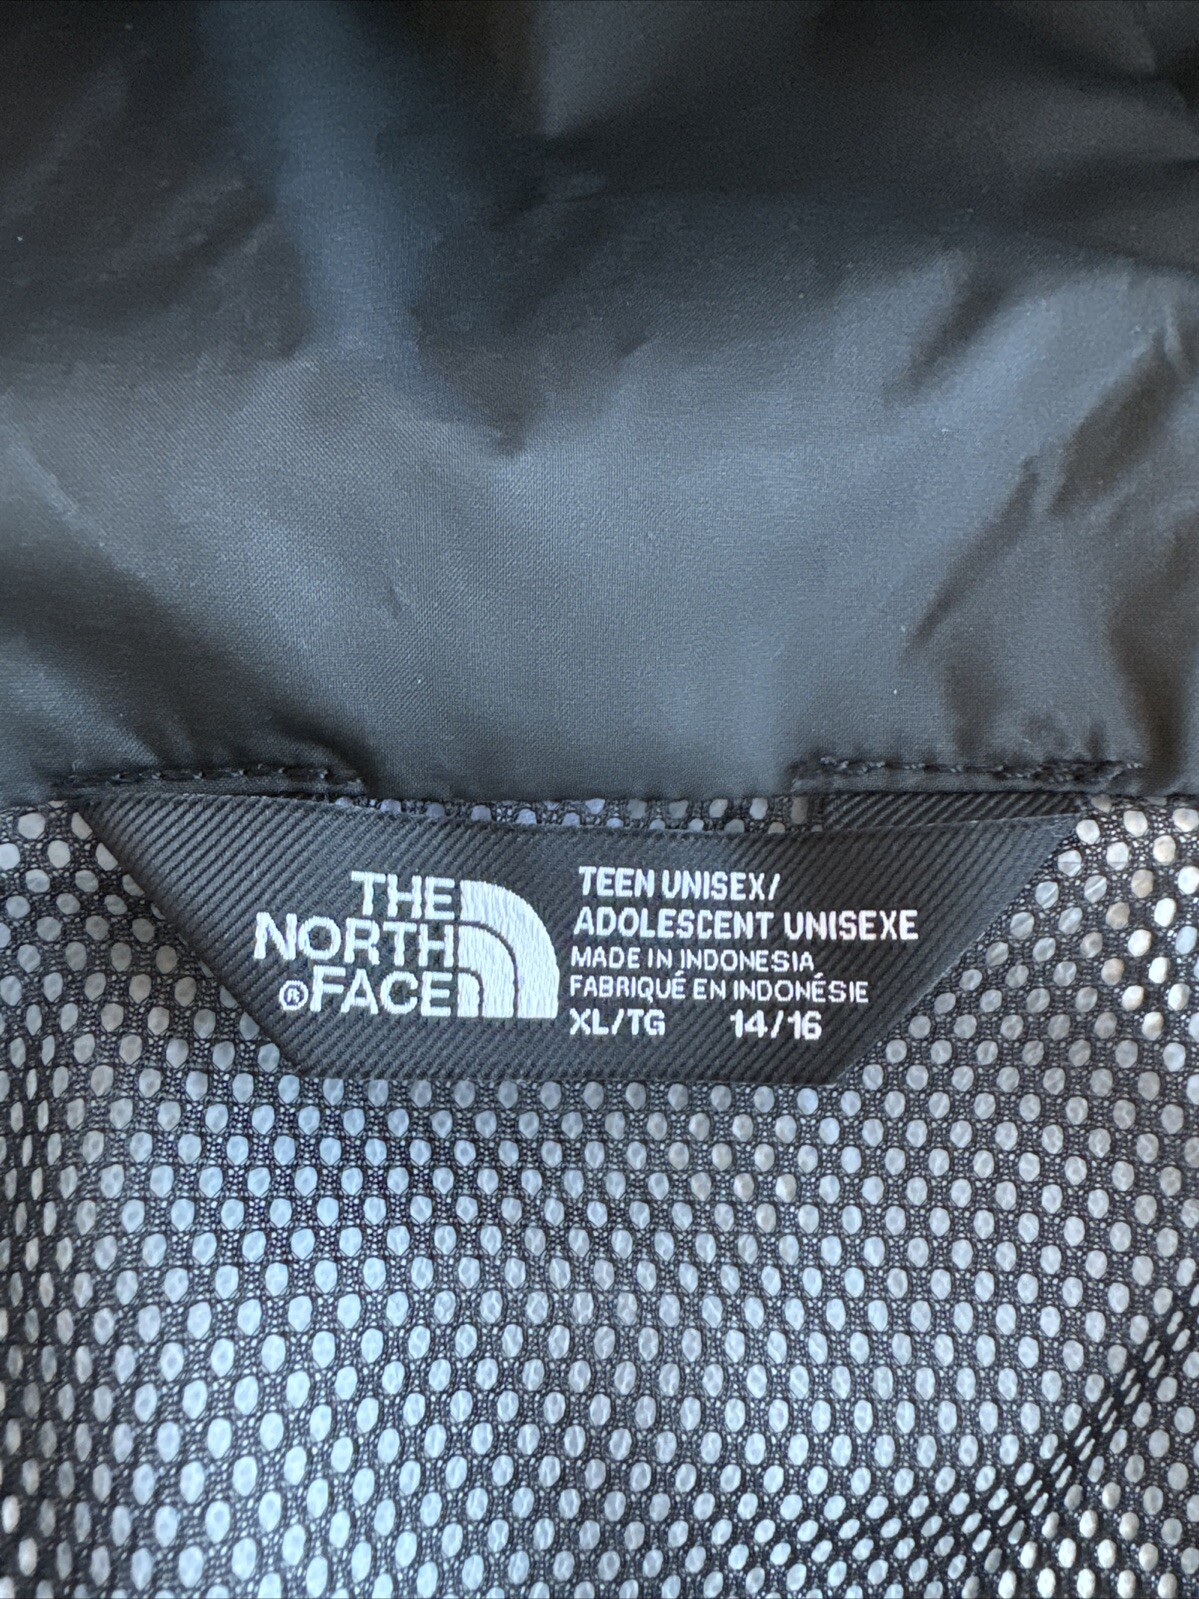 THE
NORTH
®FACE
TEEN UNISEX/
ADOLESCENT UNISEXE
MADE IN INDONESIA
FABRIQUÉ EN INDONÉSIE
XL/TG 14/16